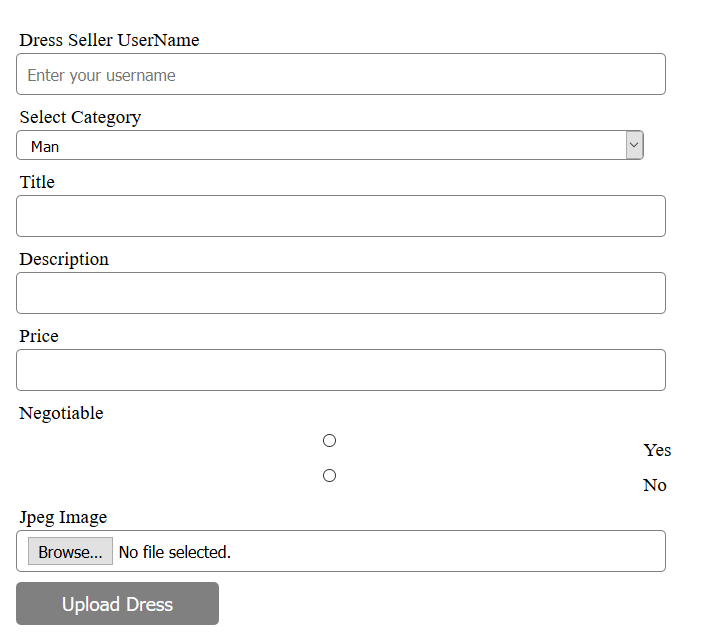 Dress Seller UserName
Enter your username
Select Category
Man
Title
Description
Price
Negotiable
Yes
No
Jpeg Image
Browse... No file selected.
Upload Dress